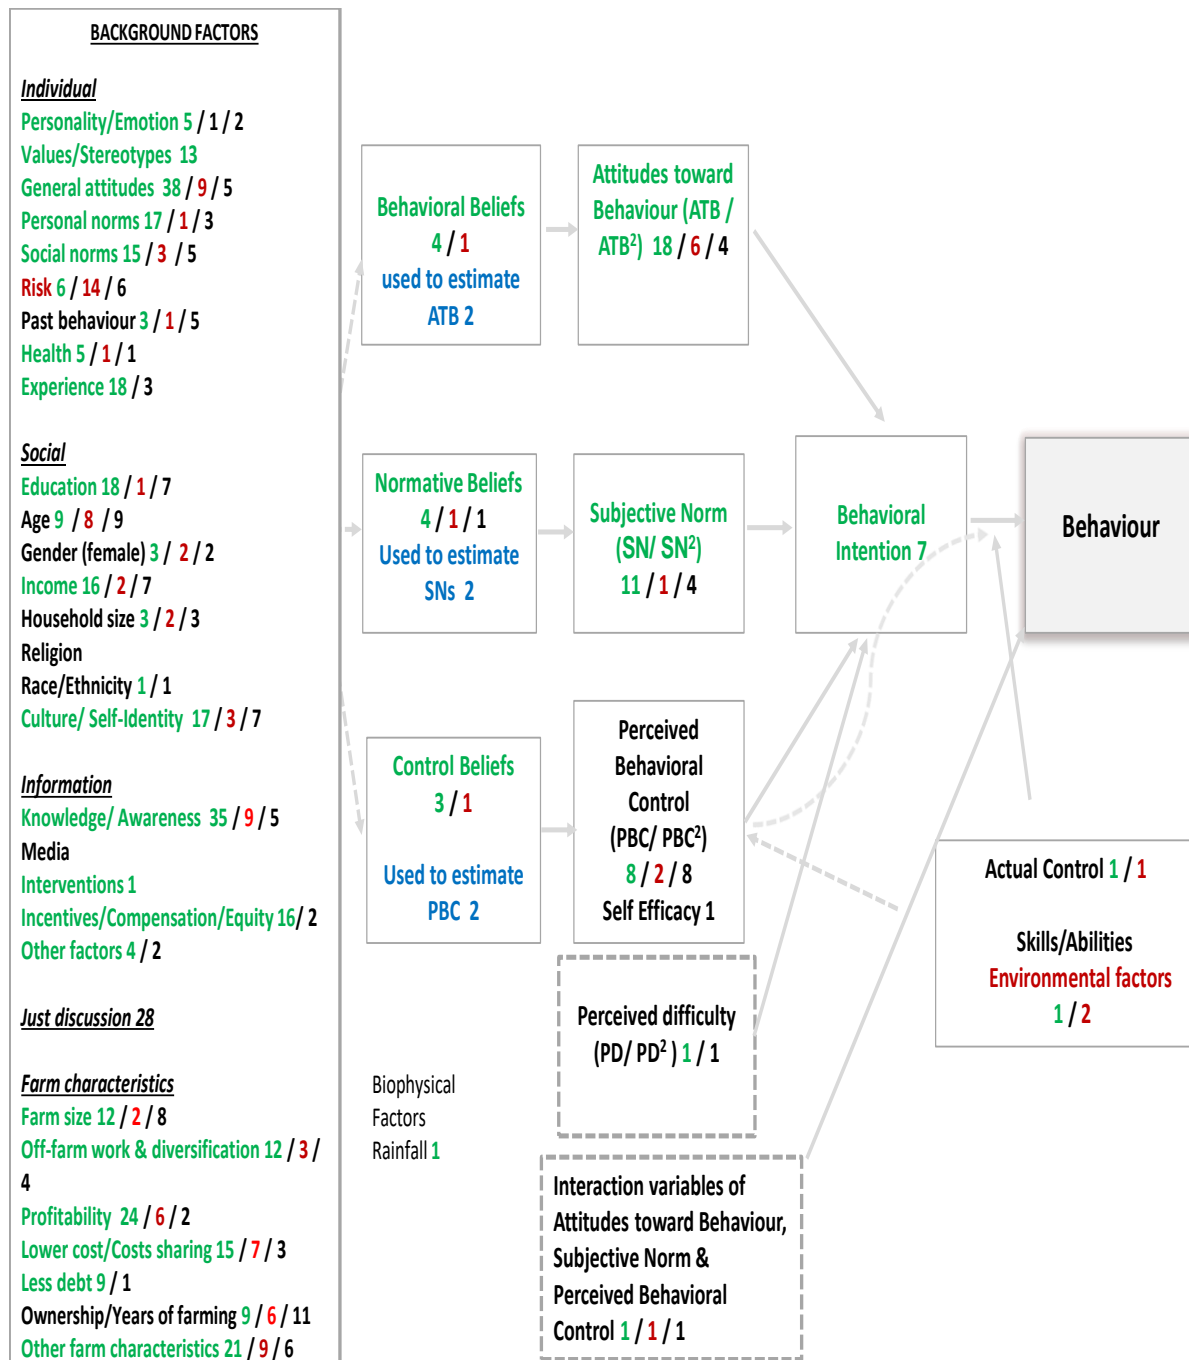 BACKGROUND FACTORS
Individual
Personality/Emotion 5 / 1 / 2
Values/Stereotypes 13
General attitudes 38 / 9 / 5
Personal norms 17 / 1 / 3
Social norms 15 / 3 / 5
Risk 6 / 14 / 6
Past behaviour 3 / 1 / 5
Health 5 / 1 / 1
Experience 18 / 3
Social
Education 18 / 1 / 7
Age 9 / 8 / 9
Gender (female) 3 / 2 / 2
Income 16 / 2 / 7
Household size 3 / 2 / 3
Religion
Race/Ethnicity 1 / 1
Culture/ Self-Identity 17 / 3 / 7
Information
Knowledge/ Awareness 35 / 9 / 5
Media
Interventions 1
Incentives/Compensation/Equity 16/ 2
Other factors 4 / 2
Just discussion 28
Farm characteristics
Farm size 12 / 2 / 8
Off-farm work & diversification 12 / 3 /
4
Profitability 24 / 6 / 2
Lower cost/Costs sharing 15 / 7 / 3
Less debt 9 / 1
Ownership/Years of farming 9 / 6 / 11
Other farm characteristics 21 / 9 / 6
Behavioral Beliefs
4 / 1
used to estimate
ATB 2
Attitudes toward
Behaviour (ATB /
ATB²) 18 / 6 / 4
Normative Beliefs
4 / 1 / 1
Used to estimate
SNs 2
Subjective Norm
(SN/ SN²)
11 / 1 / 4
Behavioral
Intention 7
Behaviour
Control Beliefs
3 / 1
Used to estimate
PBC 2
Perceived
Behavioral
Control
(PBC/ PBC²)
8 / 2 / 8
Self Efficacy 1
Actual Control 1 / 1
Skills/Abilities
Environmental factors
1 / 2
Perceived difficulty
(PD/ PD² ) 1 / 1
Biophysical
Factors
Rainfall 1
Interaction variables of
Attitudes toward Behaviour,
Subjective Norm &
Perceived Behavioral
Control 1 / 1 / 1